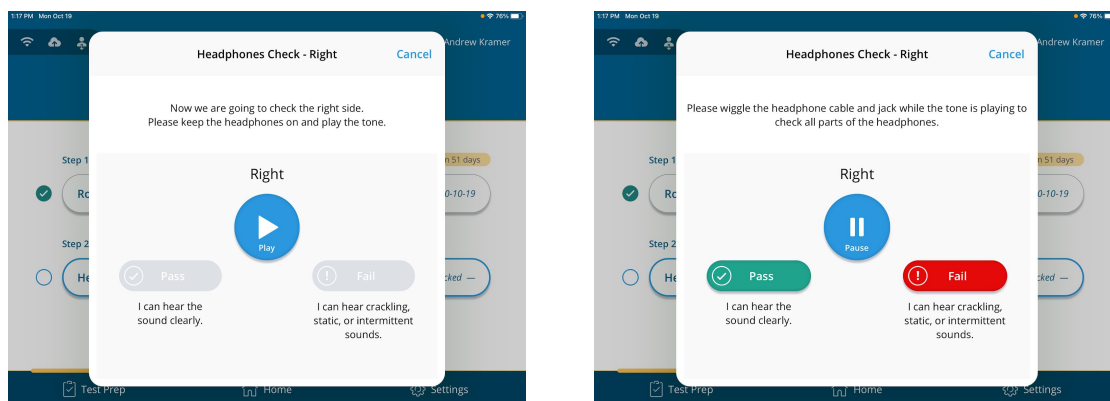 1:17 PM Mon Oct 19
76%
Andrew Kramer
Headphones Check - Right
Cancel
Now we are going to check the right side.
Please keep the headphones on and play the tone.
Step 1
n 51 days
Right
Ro
0-10-19
Play
Step 2
Pass
Fail
He
cked —
I can hear the
sound clearly.
I can hear crackling,
static, or intermittent
sounds.
Test Prep
Home
Settings
1:17 PM Mon Oct 19
76%
Andrew Kramer
Headphones Check - Right
Cancel
Please wiggle the headphone cable and jack while the tone is playing to
check all parts of the headphones.
Step 1
n 51 days
Right
Ro
0-10-19
Pause
Step 2
Pass
Fail
He
cked —
I can hear the
sound clearly.
I can hear crackling,
static, or intermittent
sounds.
Test Prep
Home
Settings